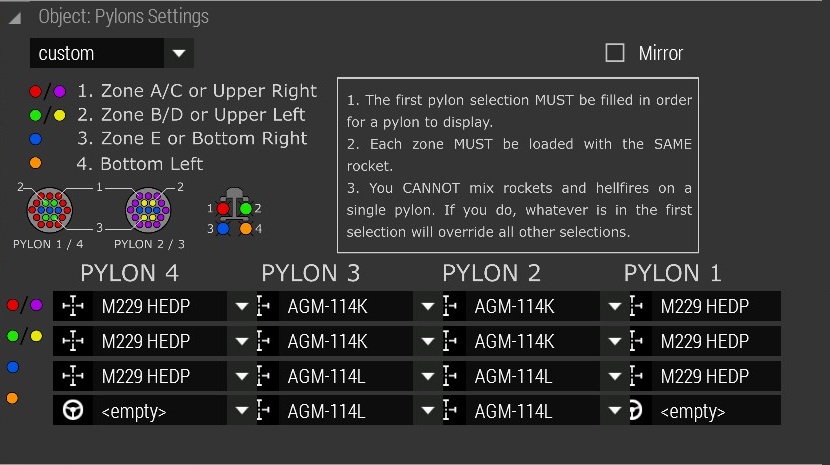 Object: Pylons Settings
custom
Mirror
1. Zone A/C or Upper Right
2. Zone B/D or Upper Left
3. Zone E or Bottom Right
4. Bottom Left
1. The first pylon selection MUST be filled in order
for a pylon to display.
2. Each zone MUST be loaded with the SAME
rocket.
3. You CANNOT mix rockets and hellfires on a
single pylon. If you do, whatever is in the first
selection will override all other selections.
2 1 2
3
PYLON 1 / 4 PYLON 2 / 3
1 2
3 4
PYLON 4 PYLON 3 PYLON 2 PYLON 1
M229 HEDP AGM-114K AGM-114K M229 HEDP
M229 HEDP AGM-114K AGM-114K M229 HEDP
M229 HEDP AGM-114L AGM-114L M229 HEDP
<empty> AGM-114L AGM-114L <empty>